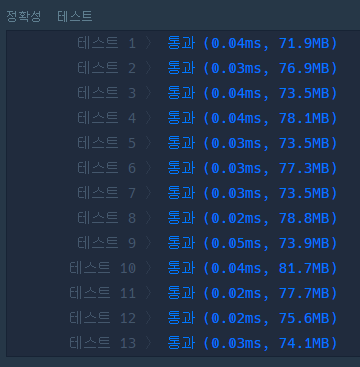 정확성 테스트
테스트 1 〉 통과 (0.04ms, 71.9MB)
테스트 2 〉 통과 (0.03ms, 76.9MB)
테스트 3 〉 통과 (0.04ms, 73.5MB)
테스트 4 〉 통과 (0.04ms, 78.1MB)
테스트 5 〉 통과 (0.03ms, 73.5MB)
테스트 6 〉 통과 (0.03ms, 77.3MB)
테스트 7 〉 통과 (0.03ms, 73.5MB)
테스트 8 〉 통과 (0.02ms, 78.8MB)
테스트 9 〉 통과 (0.05ms, 73.9MB)
테스트 10 〉 통과 (0.04ms, 81.7MB)
테스트 11 〉 통과 (0.02ms, 77.7MB)
테스트 12 〉 통과 (0.02ms, 75.6MB)
테스트 13 〉 통과 (0.03ms, 74.1MB)